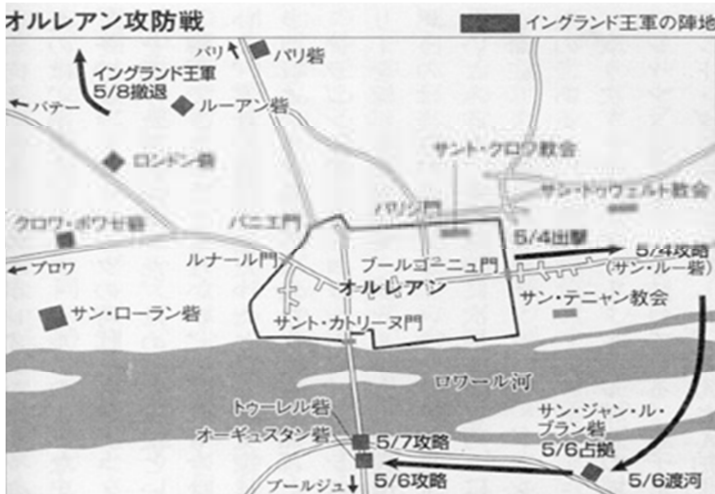 オルレアン攻防戦
イングランド王軍の陣地
パリ
パリ砦
イングランド王軍
5/8撤退
パテー
ルーアン砦
ロンドン砦
サント・クロワ教会
サン・トゥヴェルト教会
クロワ・ボワゼ砦
バニエ門
パリジ門
5/4出撃
ブロワ
ルナール門
ブールゴーニュ門
5/4攻略
(サン・ルー砦)
オルレアン
サン・テニャン教会
サン・ローラン砦
サント・カトリーヌ門
ロワール河
トゥーレル砦
オーギュスタン砦
5/7攻略
サン・ジャン・ル・
ブラン砦
5/6占拠
5/6攻略
5/6渡河
ブールジュ